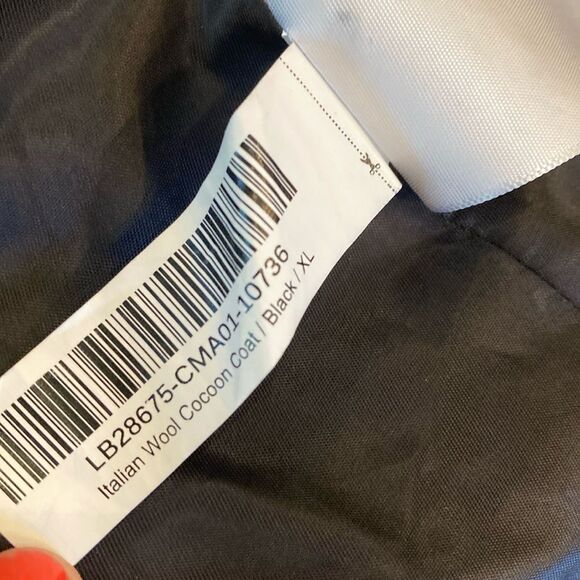 LB28675-CMA01-10736
Italian Wool Cocoon Coat / Black / XL